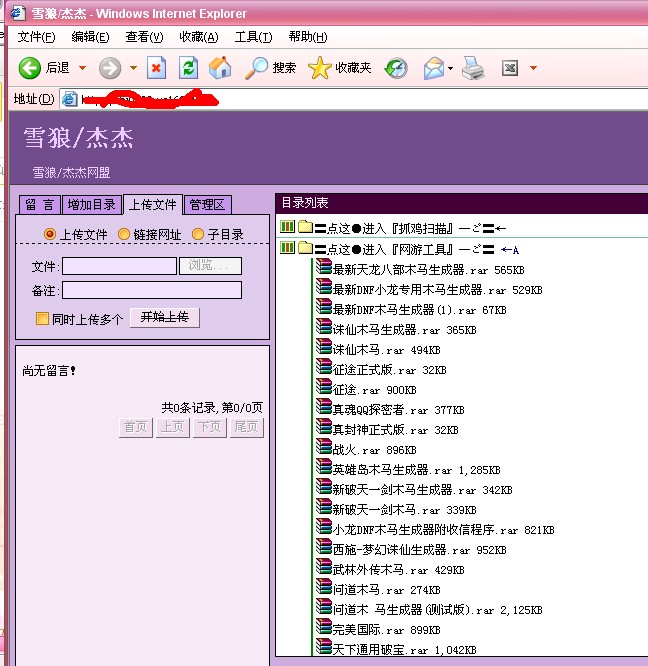 雪狼/杰杰 - Windows Internet Explorer
文件(F) 编辑(E) 查看(V) 收藏(A) 工具(T) 帮助(H)
后退 搜索 收藏夹
地址(D)
雪狼/杰杰
雪狼/杰杰网盟
留 言 增加目录 上传文件 管理区
上传文件 链接网址 子目录
文件: 浏览...
备注:
同时上传多个 开始上传
尚无留言!
共0条记录,第0/0页
首页 上页 下页 尾页
目录列表
〓点这●进入『抓鸡扫描』一ご〓←
〓点这●进入『网游工具』一ご〓 ←A
最新天龙八部木马生成器.rar 565KB
最新DNF小龙专用木马生成器.rar 529KB
最新DNF木马生成器(1).rar 67KB
诛仙木马生成器.rar 365KB
诛仙木马.rar 494KB
征途正式版.rar 32KB
征途.rar 900KB
真魂QQ探密者.rar 377KB
真封神正式版.rar 32KB
战火.rar 896KB
英雄岛木马生成器.rar 1,285KB
新破天一剑木马生成器.rar 342KB
新破天一剑木马.rar 339KB
小龙DNF木马生成器附收信程序.rar 821KB
西施-梦幻诛仙生成器.rar 952KB
武林外传木马.rar 429KB
问道木马.rar 274KB
问道木 马生成器(测试版).rar 2,125KB
完美国际.rar 899KB
天下通用破宝.rar 1,042KB